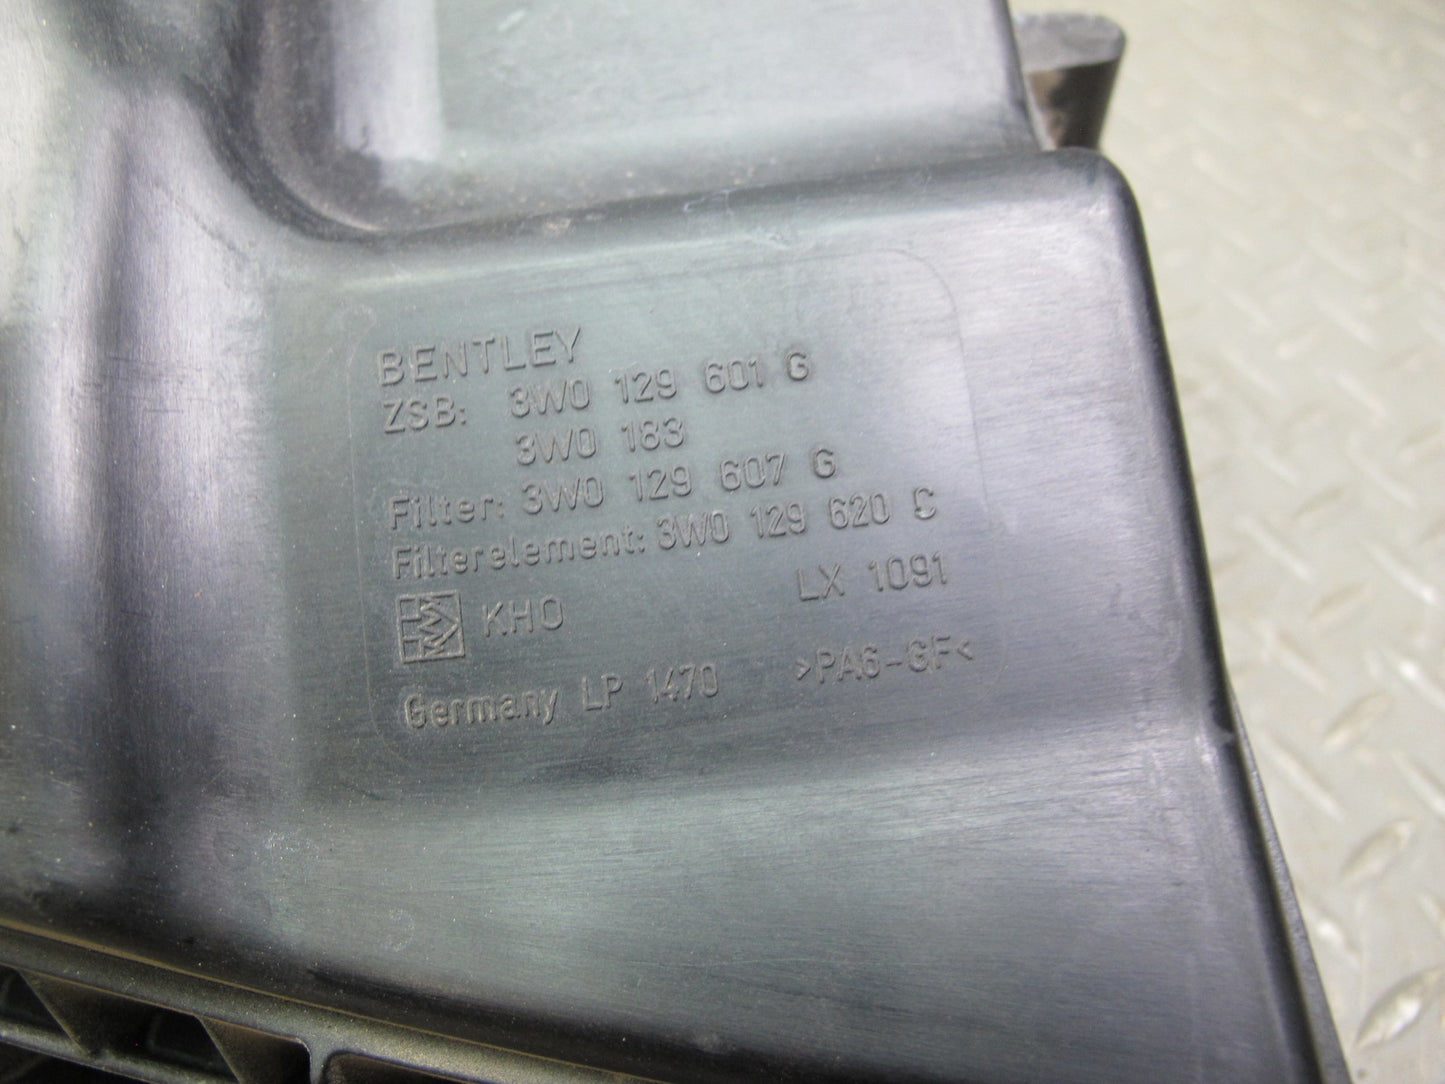 BENTLEY
ZSB: 3W0 129 601 G
3W0 183
Filter: 3W0 129 607 G
Filterelement: 3W0 129 620 C
LX 1091
KHO
Germany LP 1470 >PA6-GF<